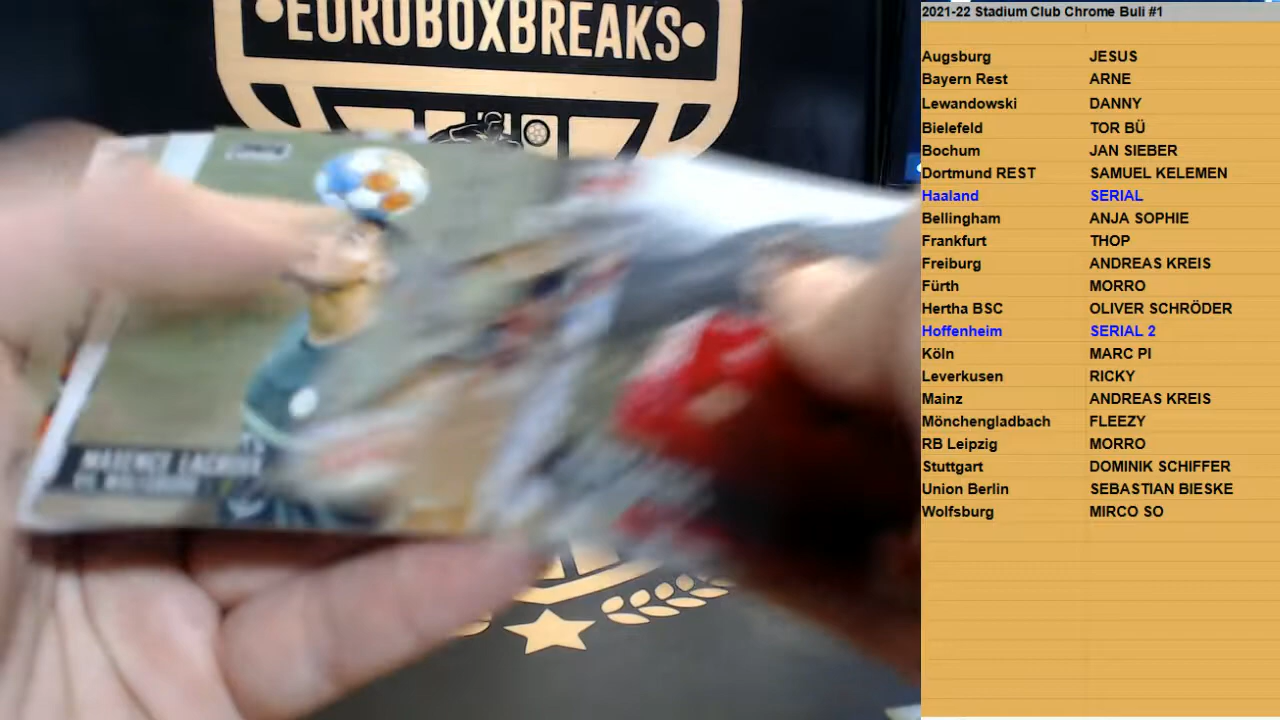 EUROBOXBREAKS
MAXENCE LACROIX
2021-22 Stadium Club Chrome Buli #1
Augsburg JESUS
Bayern Rest ARNE
Lewandowski DANNY
Bielefeld TOR BÜ
Bochum JAN SIEBER
Dortmund REST SAMUEL KELEMEN
Haaland SERIAL
Bellingham ANJA SOPHIE
Frankfurt THOP
Freiburg ANDREAS KREIS
Fürth MORRO
Hertha BSC OLIVER SCHRÖDER
Hoffenheim SERIAL 2
Köln MARC PI
Leverkusen RICKY
Mainz ANDREAS KREIS
Mönchengladbach FLEEZY
RB Leipzig MORRO
Stuttgart DOMINIK SCHIFFER
Union Berlin SEBASTIAN BIESKE
Wolfsburg MIRCO SO